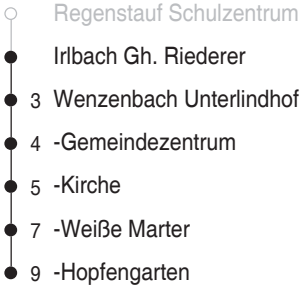 Regenstauf Schulzentrum
Irlbach Gh. Riederer
3 Wenzenbach Unterlindhof
4 -Gemeindezentrum
5 -Kirche
7 -Weiße Marter
9 -Hopfengarten